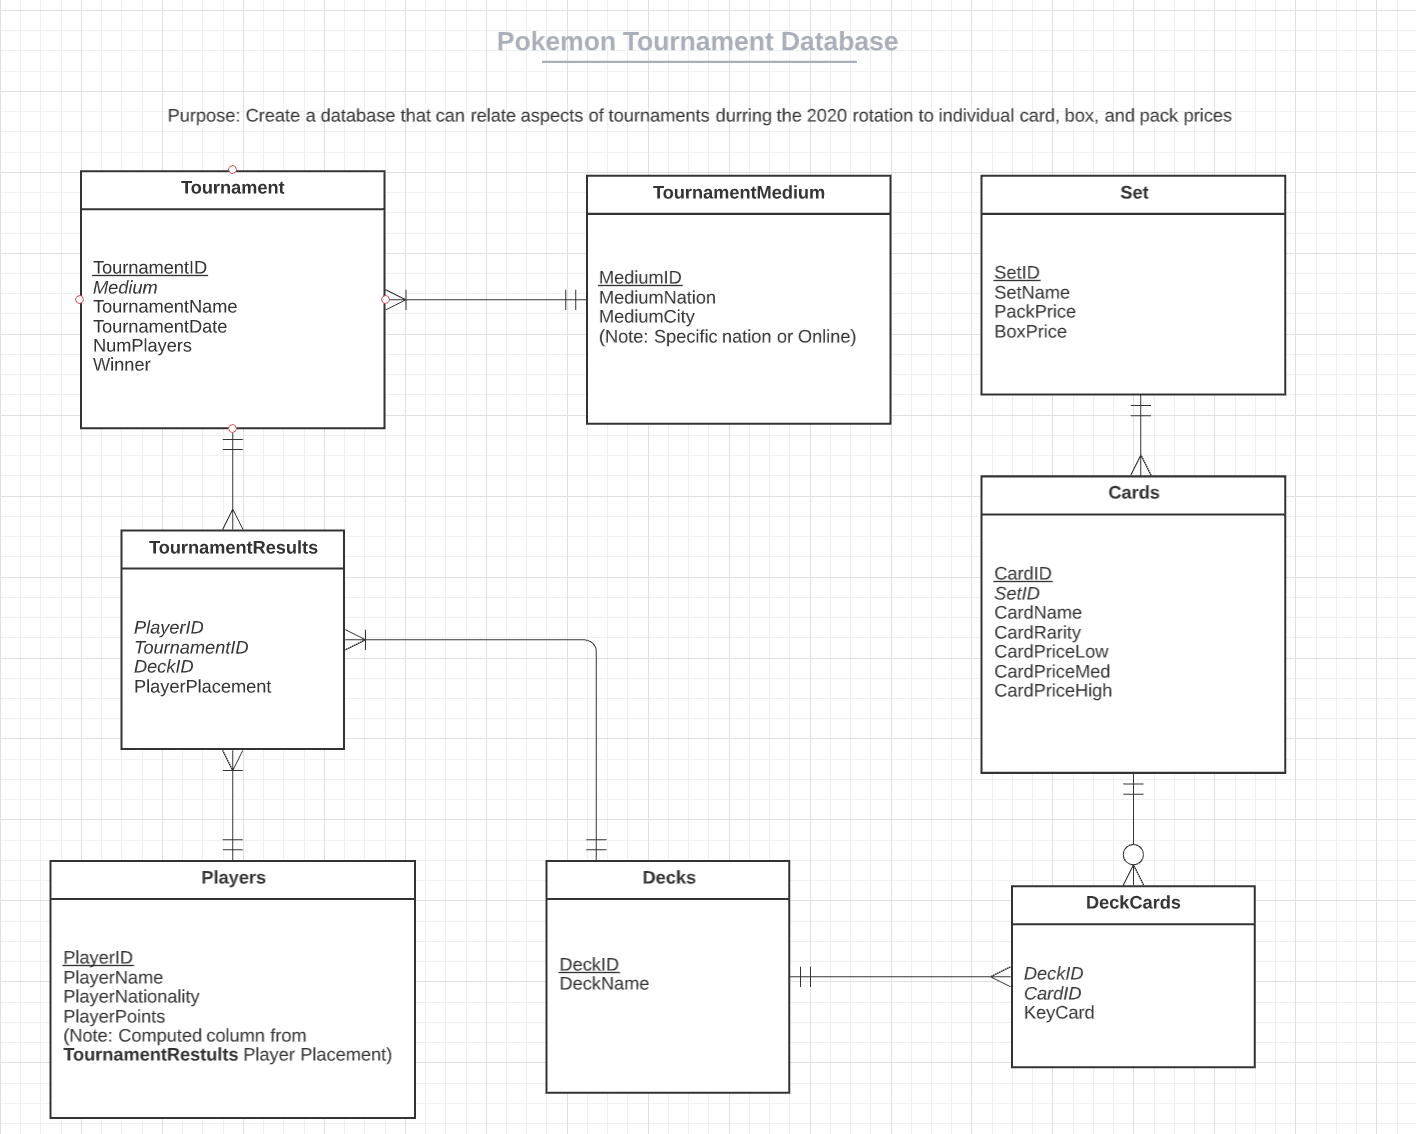 Pokemon Tournament Database
Purpose: Create a database that can relate aspects of tournaments durring the 2020 rotation to individual card, box, and pack prices
Tournament
TournamentID
Medium
TournamentName
TournamentDate
NumPlayers
Winner
TournamentMedium
MediumID
MediumNation
MediumCity
(Note: Specific nation or Online)
Set
SetID
SetName
PackPrice
BoxPrice
TournamentResults
PlayerID
TournamentID
DeckID
PlayerPlacement
Cards
CardID
SetID
CardName
CardRarity
CardPriceLow
CardPriceMed
CardPriceHigh
Players
PlayerID
PlayerName
PlayerNationality
PlayerPoints
(Note: Computed column from
TournamentRestults Player Placement)
Decks
DeckID
DeckName
DeckCards
DeckID
CardID
KeyCard